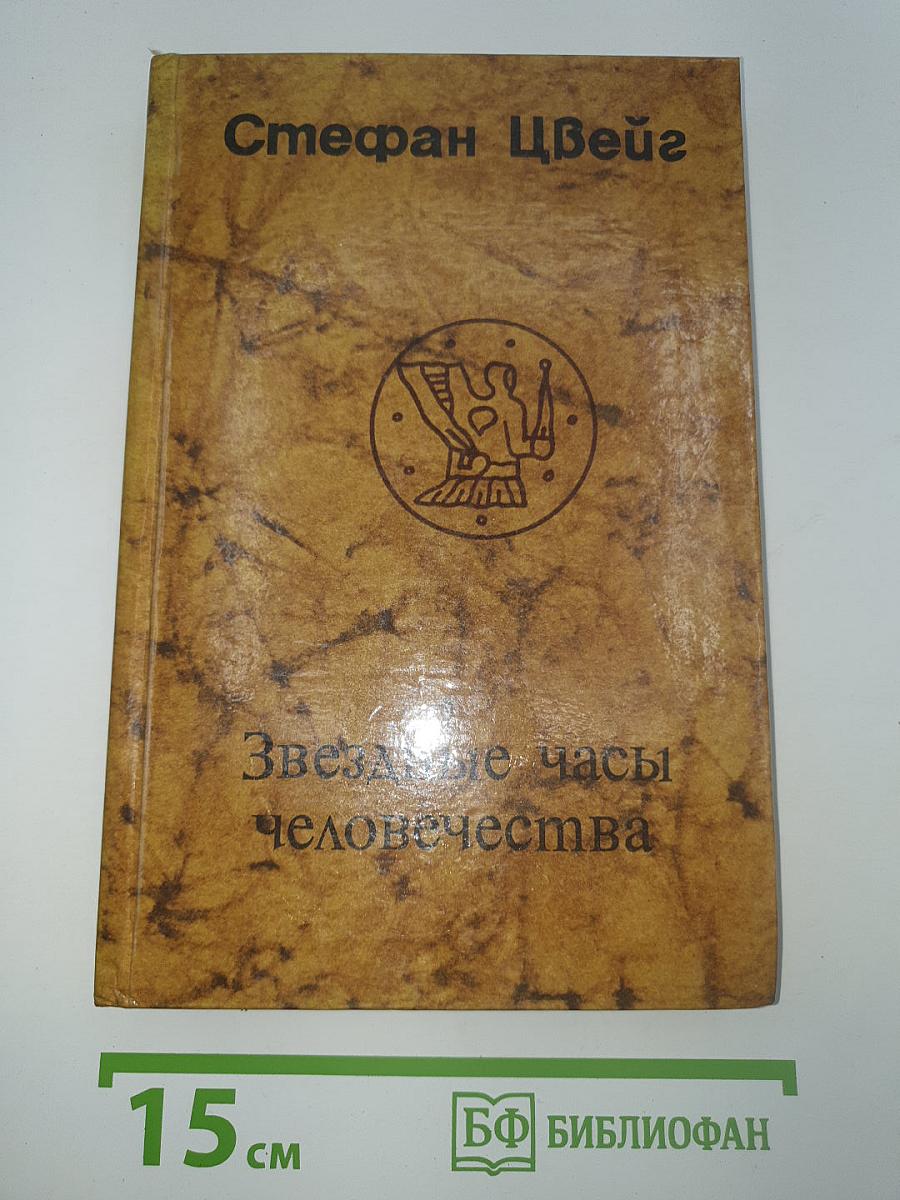 Стефан Цвейг
Звездные часы
человечества
15 см
БФ БИБЛИОФАН